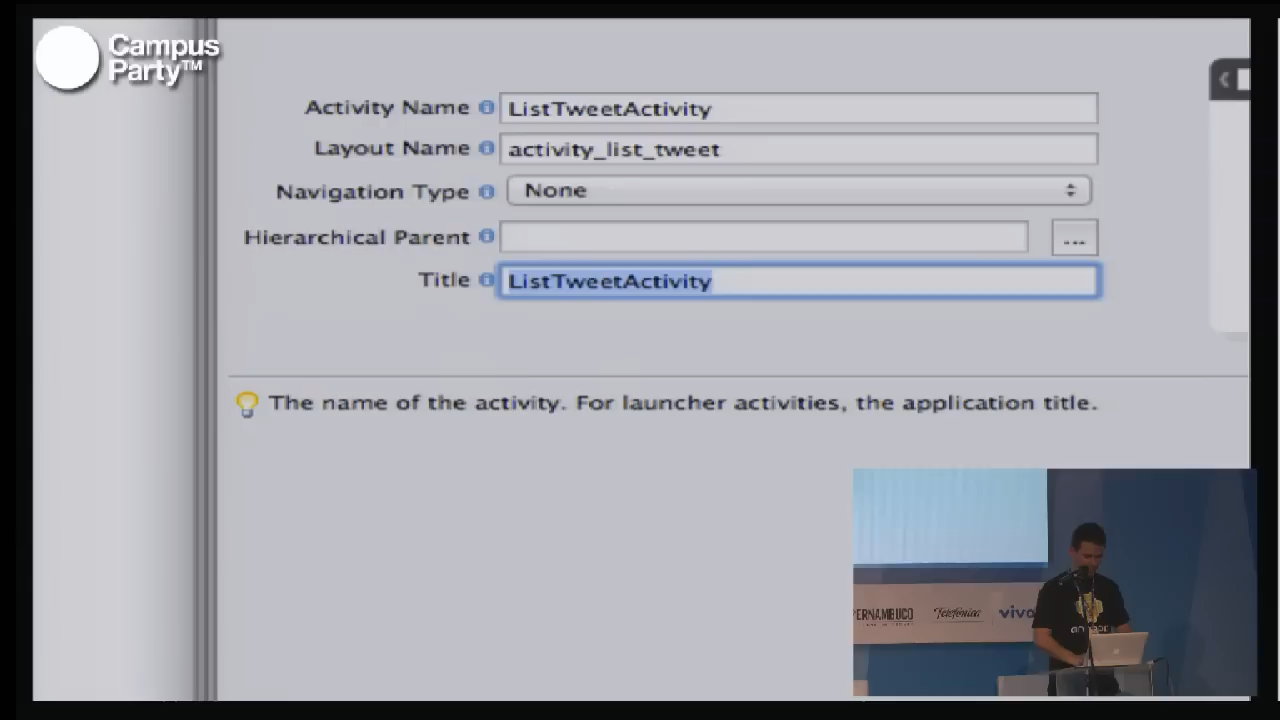 Campus
Party™
Activity Name ListTweetActivity
Layout Name activity_list_tweet
Navigation Type None
Hierarchical Parent ...
Title ListTweetActivity
The name of the activity. For launcher activities, the application title.
PERNAMBUCO Telefónica vivo